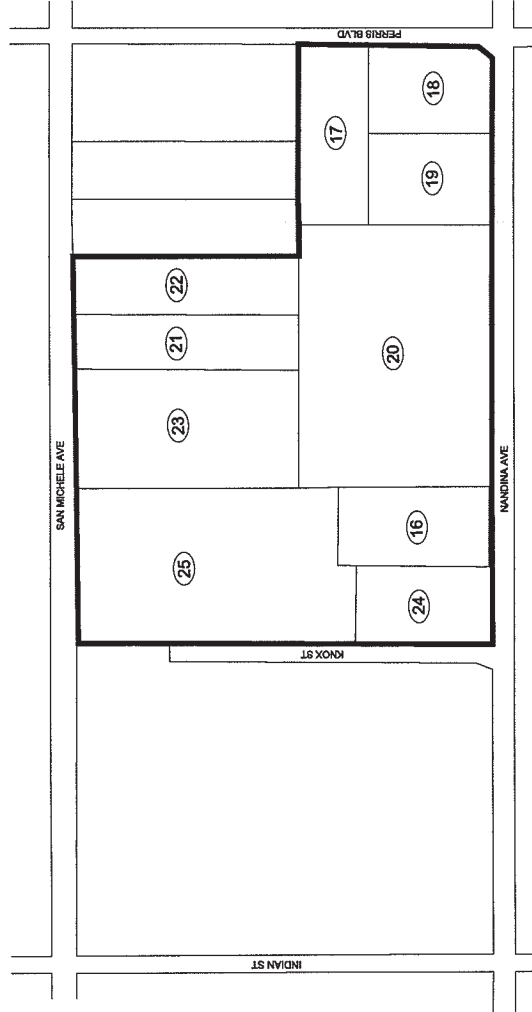 PERRIS BLVD
SAN MICHELE AVE
17
18
19
22
21
20
23
25
16
24
NANDINA AVE
KNOX ST
INDIAN ST